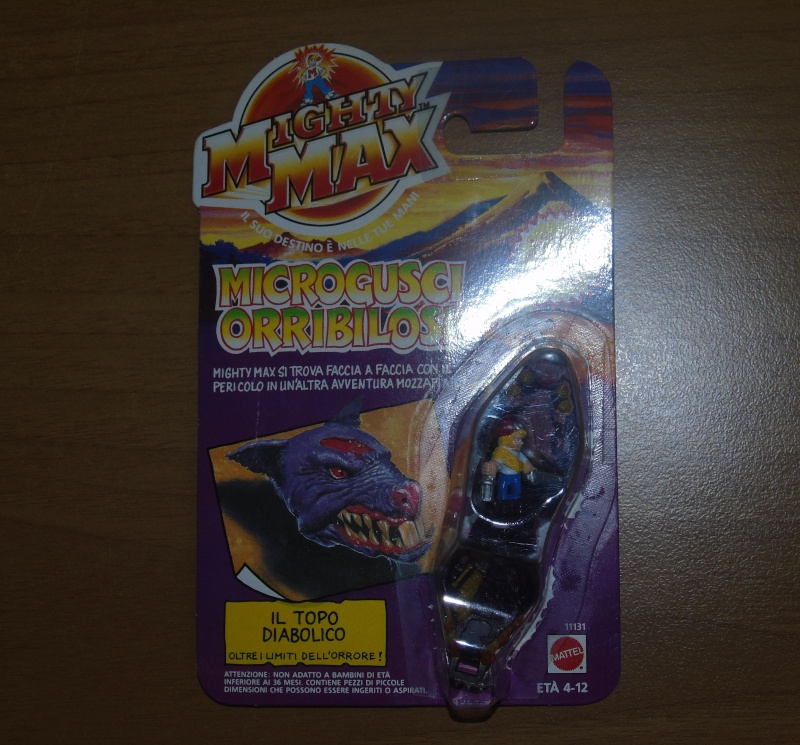 MIGHTY
MAX
IL SUO DESTINO È NELLE TUE MANI
MICROGUSCI
ORRIBILOSI
MIGHTY MAX SI TROVA FACCIA A FACCIA CON IL
PERICOLO IN UN'ALTRA AVVENTURA
IL TOPO
DIABOLICO
OLTRE I LIMITI DELL'ORRORE!
ATTENZIONE: NON ADATTO A BAMBINI DI ETÀ
INFERIORE AI 36 MESI. CONTIENE PEZZI DI PICCOLE
DIMENSIONI CHE POSSONO ESSERE INGERITI O ASPIRATI.
11131
MATTEL
ETÀ 4-12